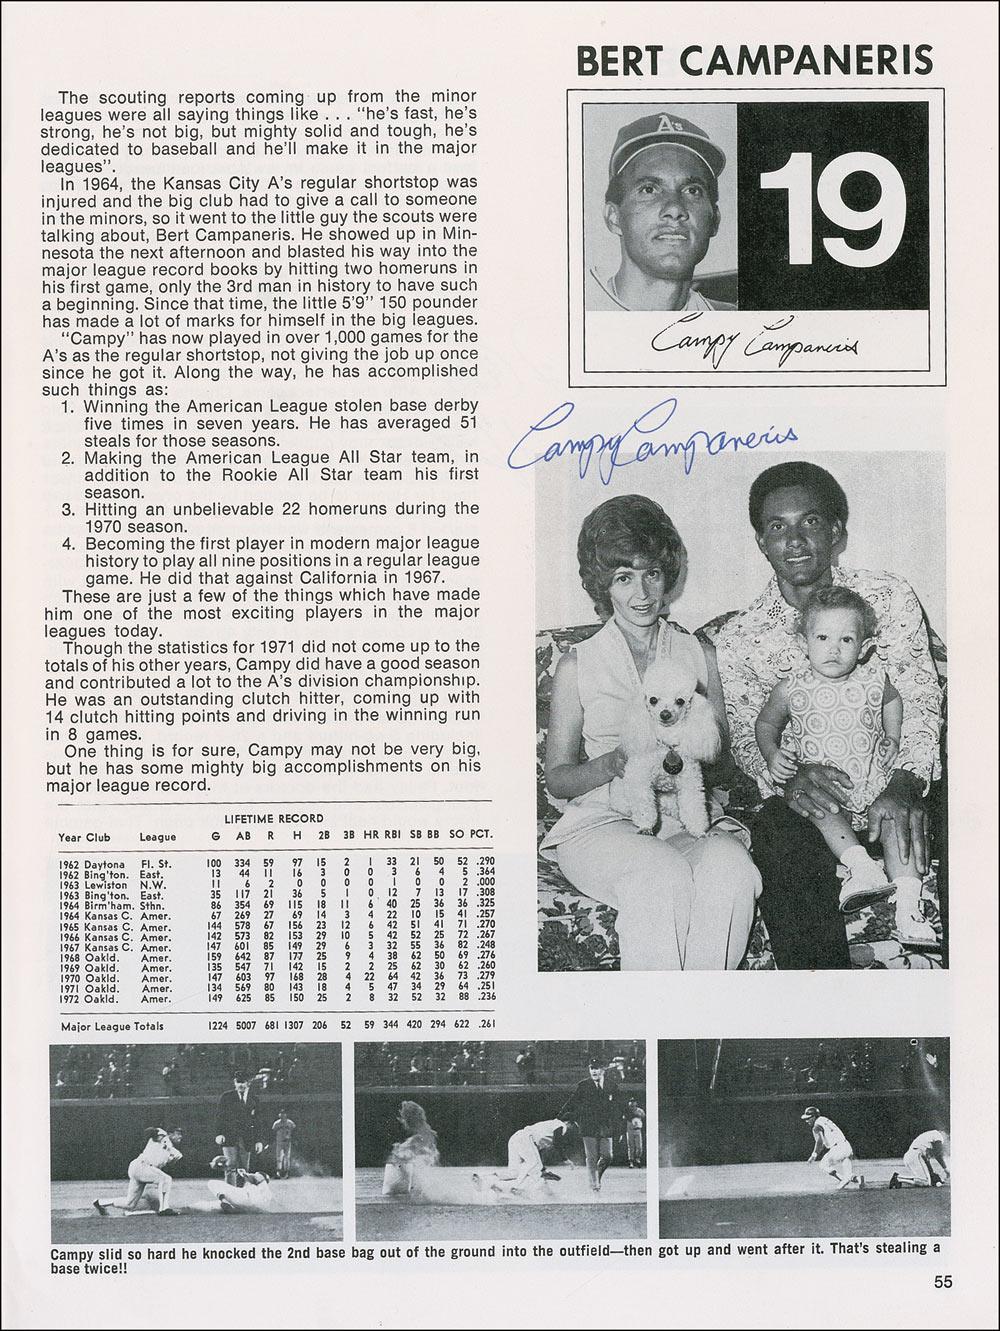 BERT CAMPANERIS
The scouting reports coming up from the minor
leagues were all saying things like . . . "he's fast, he's
strong, he's not big, but mighty solid and tough, he's
dedicated to baseball and he'll make it in the major
leagues".
In 1964, the Kansas City A's regular shortstop was
injured and the big club had to give a call to someone
in the minors, so it went to the little guy the scouts were
talking about, Bert Campaneris. He showed up in Min-
nesota the next afternoon and blasted his way into the
major league record books by hitting two homeruns in
his first game, only the 3rd man in history to have such
a beginning. Since that time, the little 5'9" 150 pounder
has made a lot of marks for himself in the big leagues.
"Campy" has now played in over 1,000 games for the
A's as the regular shortstop, not giving the job up once
since he got it. Along the way, he has accomplished
such things as:
1. Winning the American League stolen base derby
five times in seven years. He has averaged 51
steals for those seasons.
2. Making the American League All Star team, in
addition to the Rookie All Star team his first
season.
3. Hitting an unbelievable 22 homeruns during the
1970 season.
4. Becoming the first player in modern major league
history to play all nine positions in a regular league
game. He did that against California in 1967.
These are just a few of the things which have made
him one of the most exciting players in the major
leagues today.
Though the statistics for 1971 did not come up to the
totals of his other years, Campy did have a good season
and contributed a lot to the A's division championship.
He was an outstanding clutch hitter, coming up with
14 clutch hitting points and driving in the winning run
in 8 games.
One thing is for sure, Campy may not be very big,
but he has some mighty big accomplishments on his
major league record.
A's
19
Campy Campaneris
Campy Campaneris
LIFETIME RECORD
Year Club League G AB R H 2B 3B HR RBI SB BB SO PCT.
1962 Daytona Fl. St. 100 334 59 97 15 2 1 33 21 50 52 .290
1962 Bing'ton. East. 13 44 11 16 3 0 0 3 6 4 5 .364
1963 Lewiston N.W. 11 6 2 0 0 0 0 1 0 0 2 .000
1963 Bing'ton. East. 35 117 21 36 5 1 0 12 7 13 17 .308
1964 Birm'ham. Sthn. 86 354 69 115 18 11 6 40 25 36 36 .325
1964 Kansas C. Amer. 67 269 27 69 14 3 4 22 10 15 41 .257
1965 Kansas C. Amer. 144 578 67 156 23 12 6 42 51 41 71 .270
1966 Kansas C. Amer. 142 573 82 153 29 10 5 42 52 25 72 .267
1967 Kansas C. Amer. 147 601 85 149 29 6 3 32 55 36 82 .248
1968 Oakld. Amer. 159 642 87 177 25 9 4 38 62 50 69 .276
1969 Oakld. Amer. 135 547 71 142 15 2 2 25 62 30 62 .260
1970 Oakld. Amer. 147 603 97 168 28 4 22 64 42 36 73 .279
1971 Oakld. Amer. 134 569 80 143 18 4 5 47 34 29 64 .251
1972 Oakld. Amer. 149 625 85 150 25 2 8 32 52 32 88 .236
Major League Totals 1224 5007 681 1307 206 52 59 344 420 294 622 .261
Campy slid so hard he knocked the 2nd base bag out of the ground into the outfield—then got up and went after it. That's stealing a
base twice!!
55